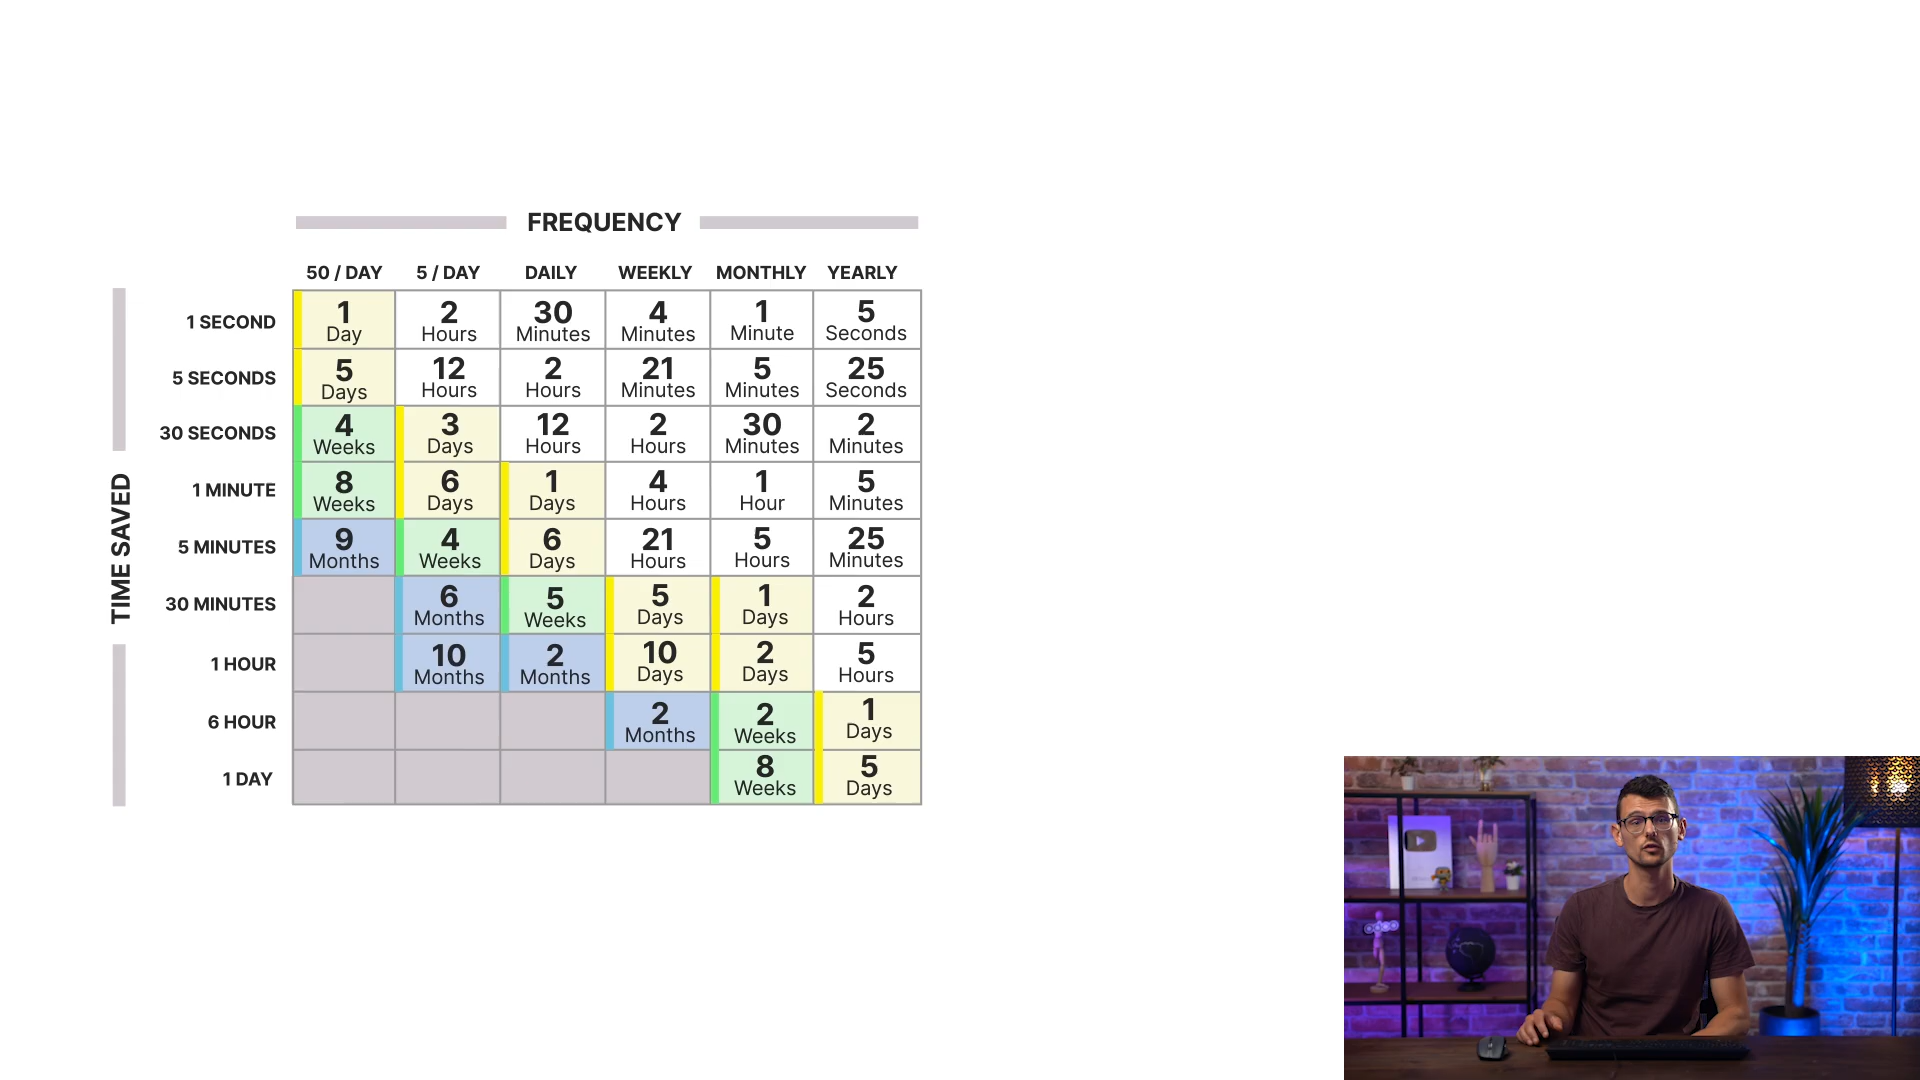 FREQUENCY
50 / DAY 5 / DAY DAILY WEEKLY MONTHLY YEARLY
TIME SAVED
1 SECOND 1 Day 2 Hours 30 Minutes 4 Minutes 1 Minute 5 Seconds
5 SECONDS 5 Days 12 Hours 2 Hours 21 Minutes 5 Minutes 25 Seconds
30 SECONDS 4 Weeks 3 Days 12 Hours 2 Hours 30 Minutes 2 Minutes
1 MINUTE 8 Weeks 6 Days 1 Days 4 Hours 1 Hour 5 Minutes
5 MINUTES 9 Months 4 Weeks 6 Days 21 Hours 5 Hours 25 Minutes
30 MINUTES 6 Months 5 Weeks 5 Days 1 Days 2 Hours
1 HOUR 10 Months 2 Months 10 Days 2 Days 5 Hours
6 HOUR 2 Months 2 Weeks 1 Days
1 DAY 8 Weeks 5 Days